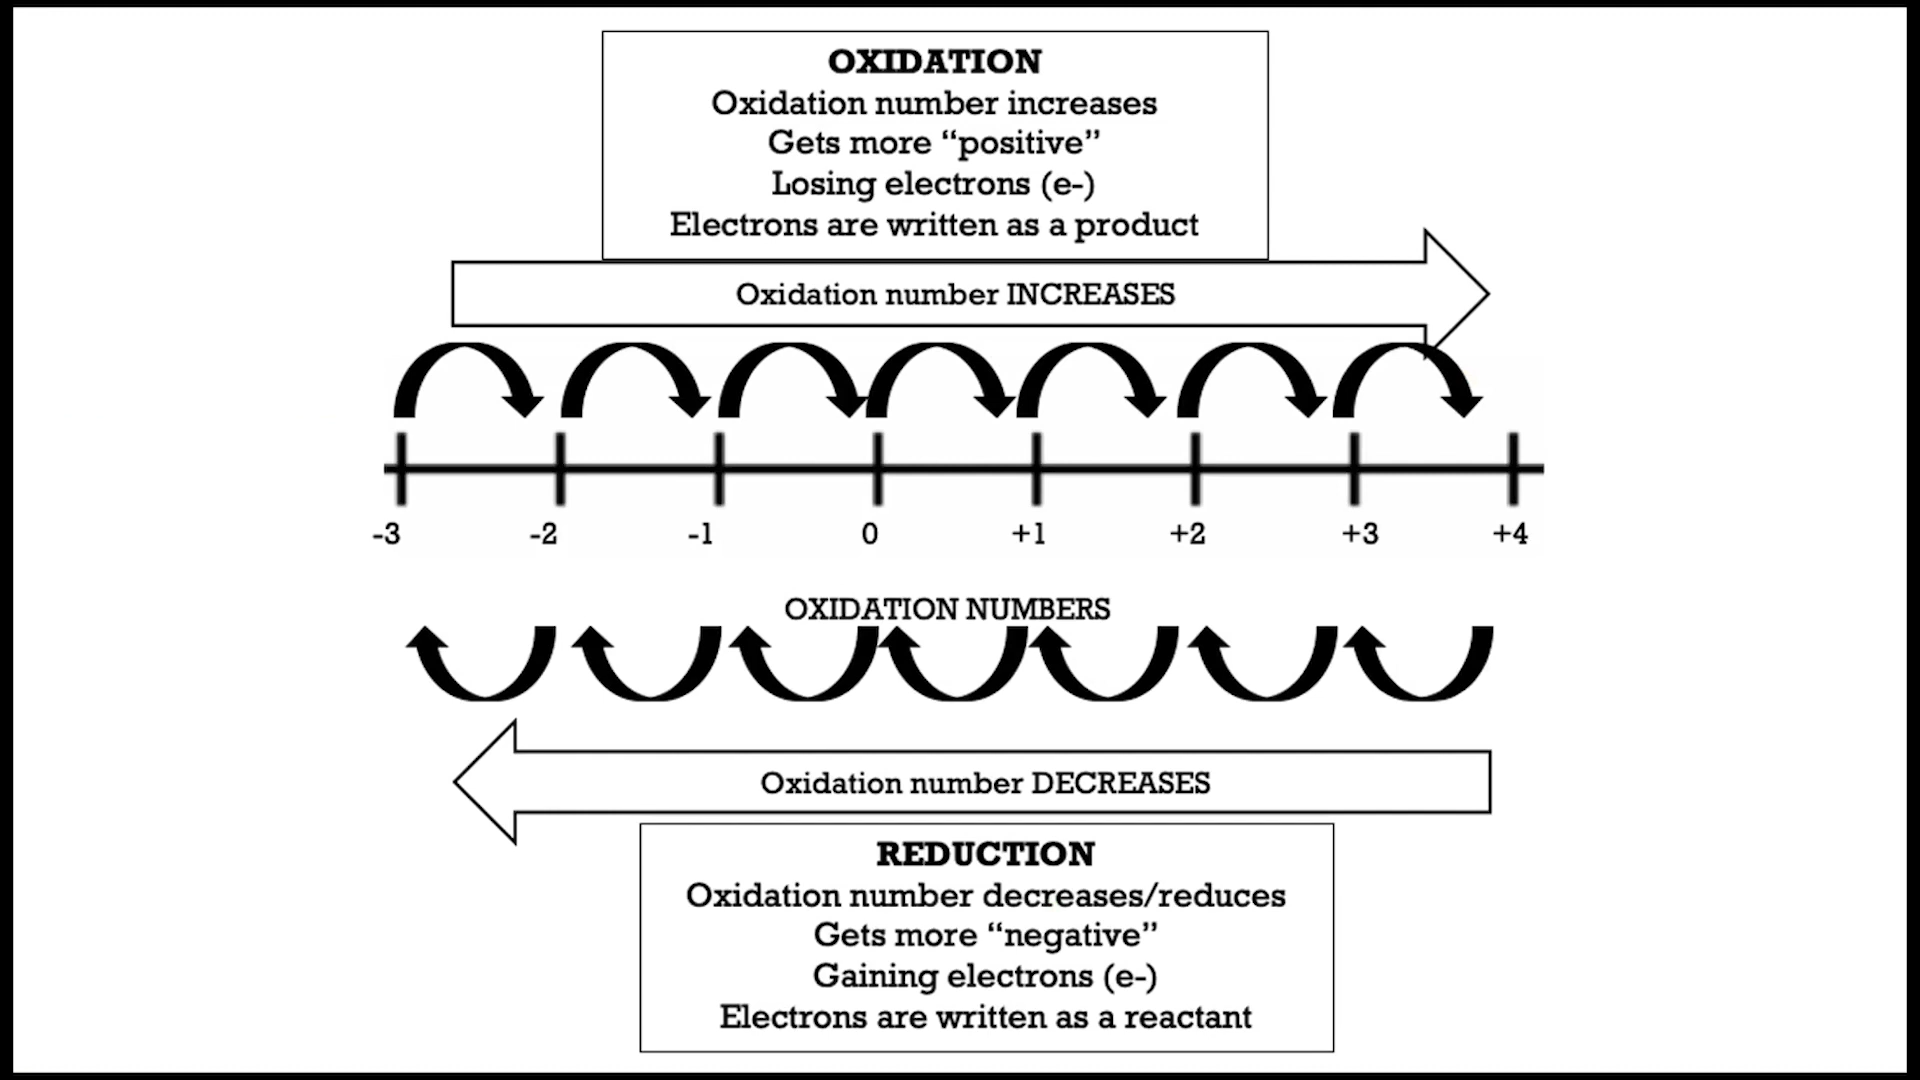 OXIDATION
Oxidation number increases
Gets more “positive”
Losing electrons (e-)
Electrons are written as a product
Oxidation number INCREASES
-3 -2 -1 0 +1 +2 +3 +4
OXIDATION NUMBERS
Oxidation number DECREASES
REDUCTION
Oxidation number decreases/reduces
Gets more “negative”
Gaining electrons (e-)
Electrons are written as a reactant